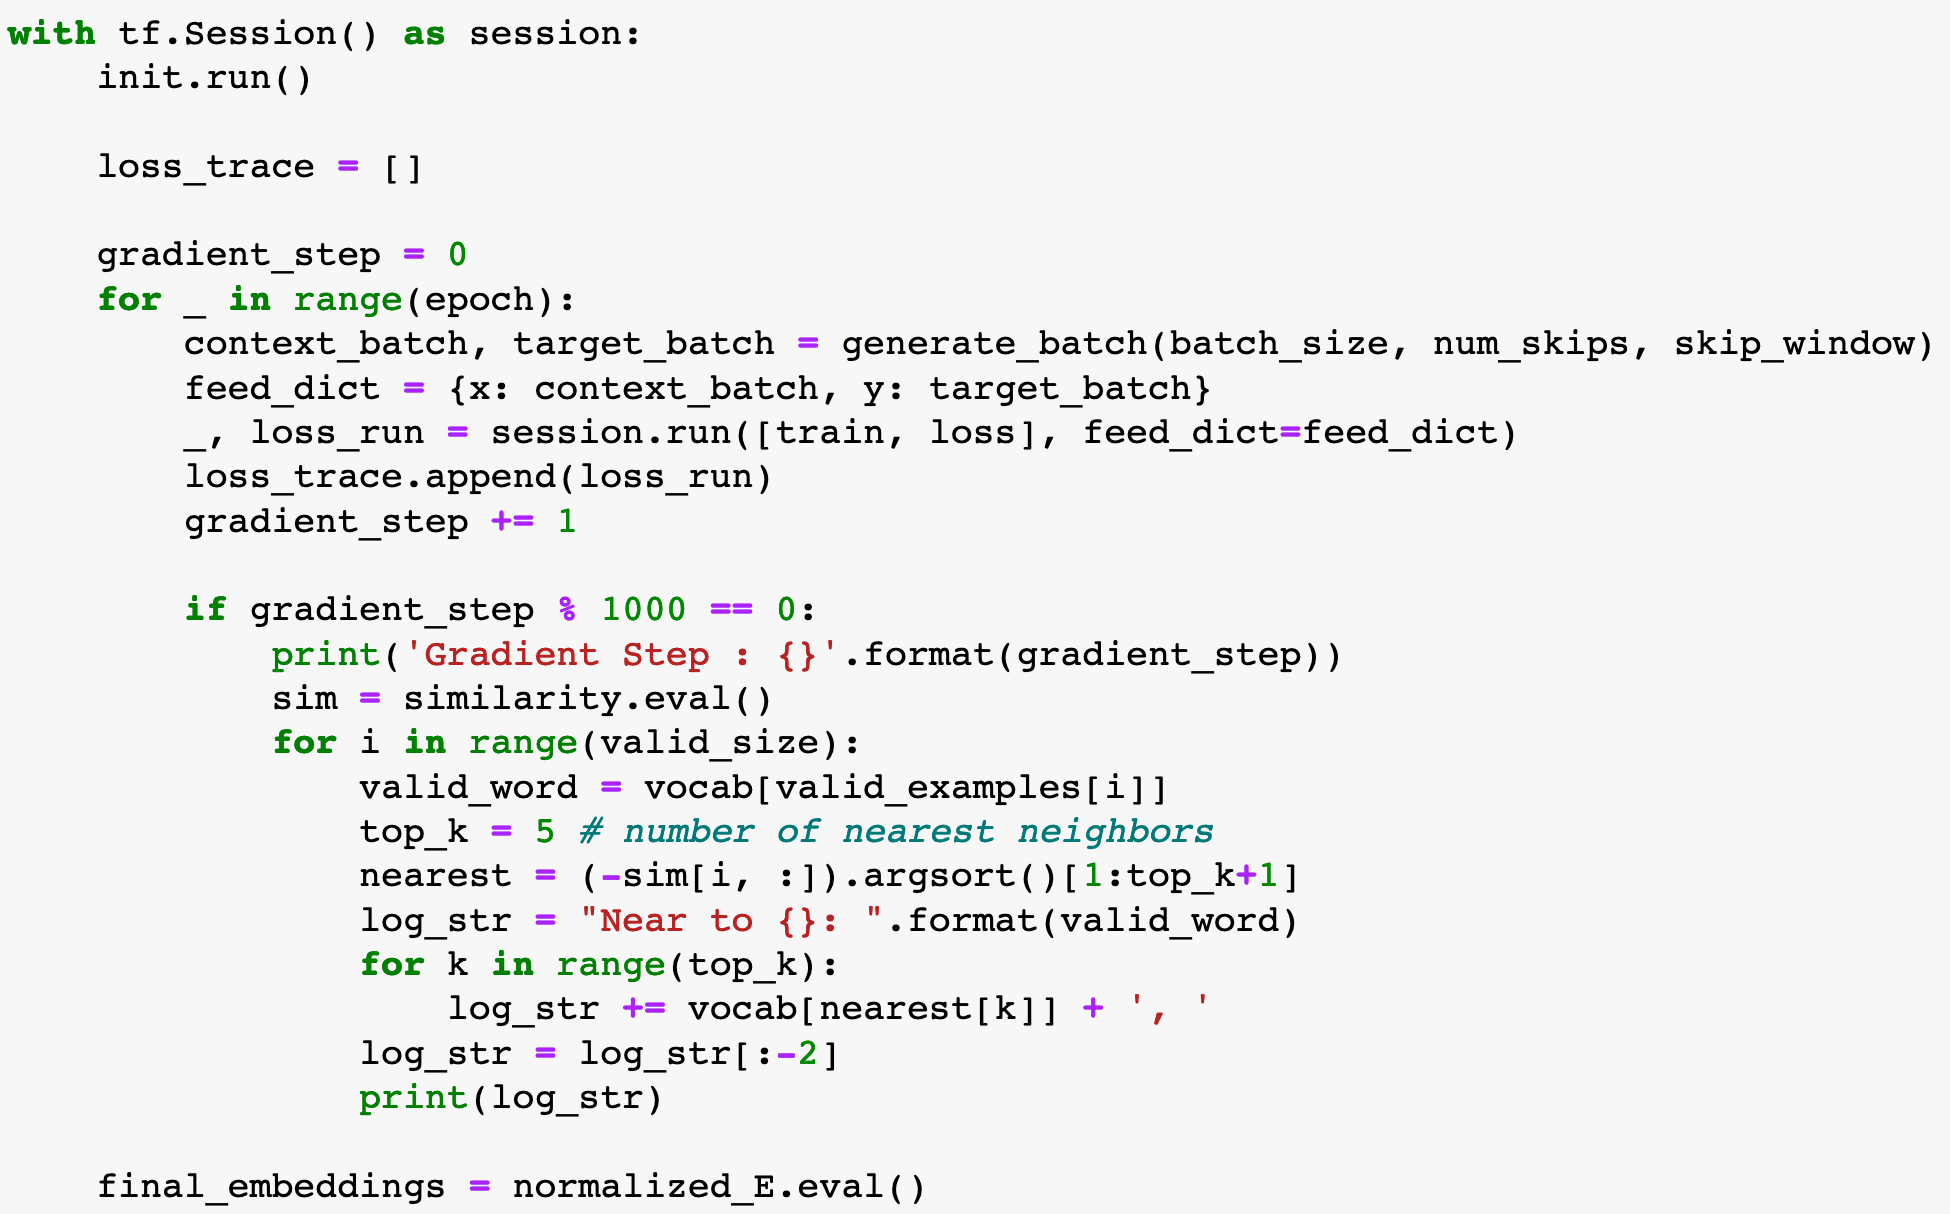 with tf.Session() as session:
    init.run()

    loss_trace = []

    gradient_step = 0
    for _ in range(epoch):
        context_batch, target_batch = generate_batch(batch_size, num_skips, skip_window)
        feed_dict = {x: context_batch, y: target_batch}
        _, loss_run = session.run([train, loss], feed_dict=feed_dict)
        loss_trace.append(loss_run)
        gradient_step += 1

        if gradient_step % 1000 == 0:
            print('Gradient Step : {}'.format(gradient_step))
            sim = similarity.eval()
            for i in range(valid_size):
                valid_word = vocab[valid_examples[i]]
                top_k = 5 # number of nearest neighbors
                nearest = (-sim[i, :]).argsort()[1:top_k+1]
                log_str = "Near to {}: ".format(valid_word)
                for k in range(top_k):
                    log_str += vocab[nearest[k]] + ', '
                log_str = log_str[:-2]
                print(log_str)

    final_embeddings = normalized_E.eval()